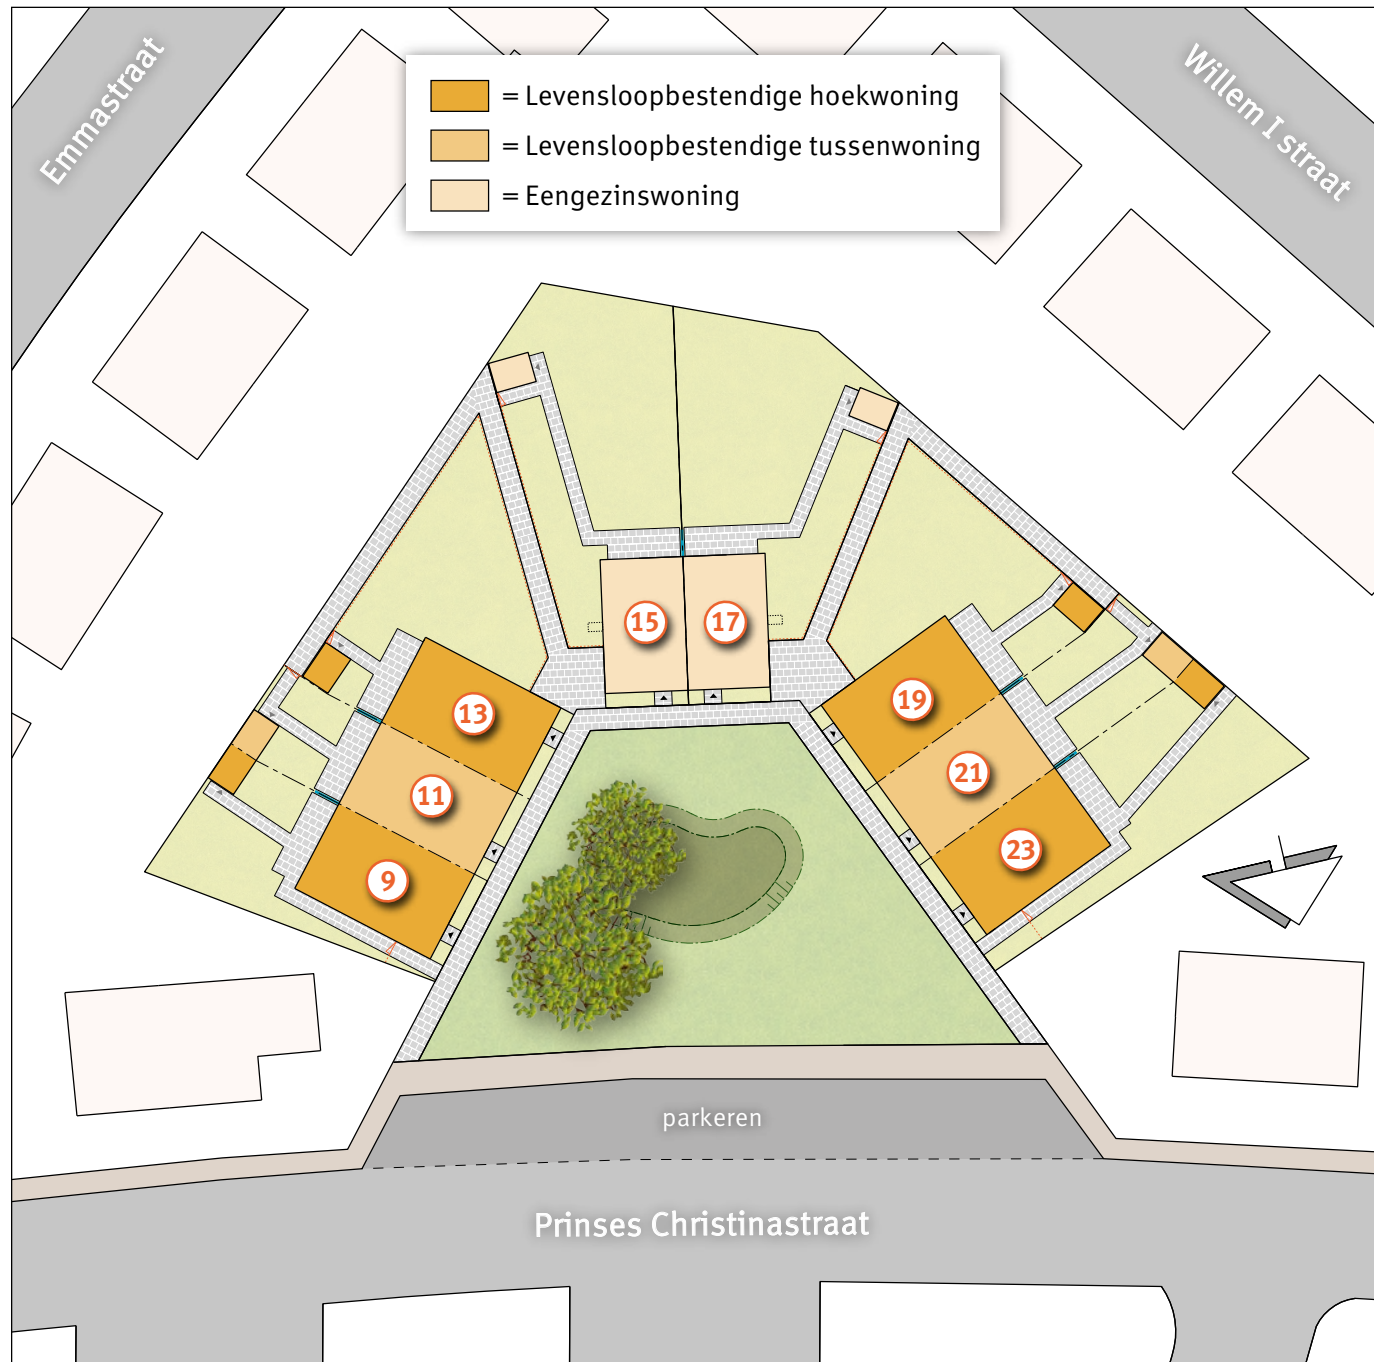 Emmastraat
Willem I straat
= Levensloopbestendige hoekwoning
= Levensloopbestendige tussenwoning
= Eengezinswoning
15
17
13
19
11
21
9
23
parkeren
Prinses Christinastraat